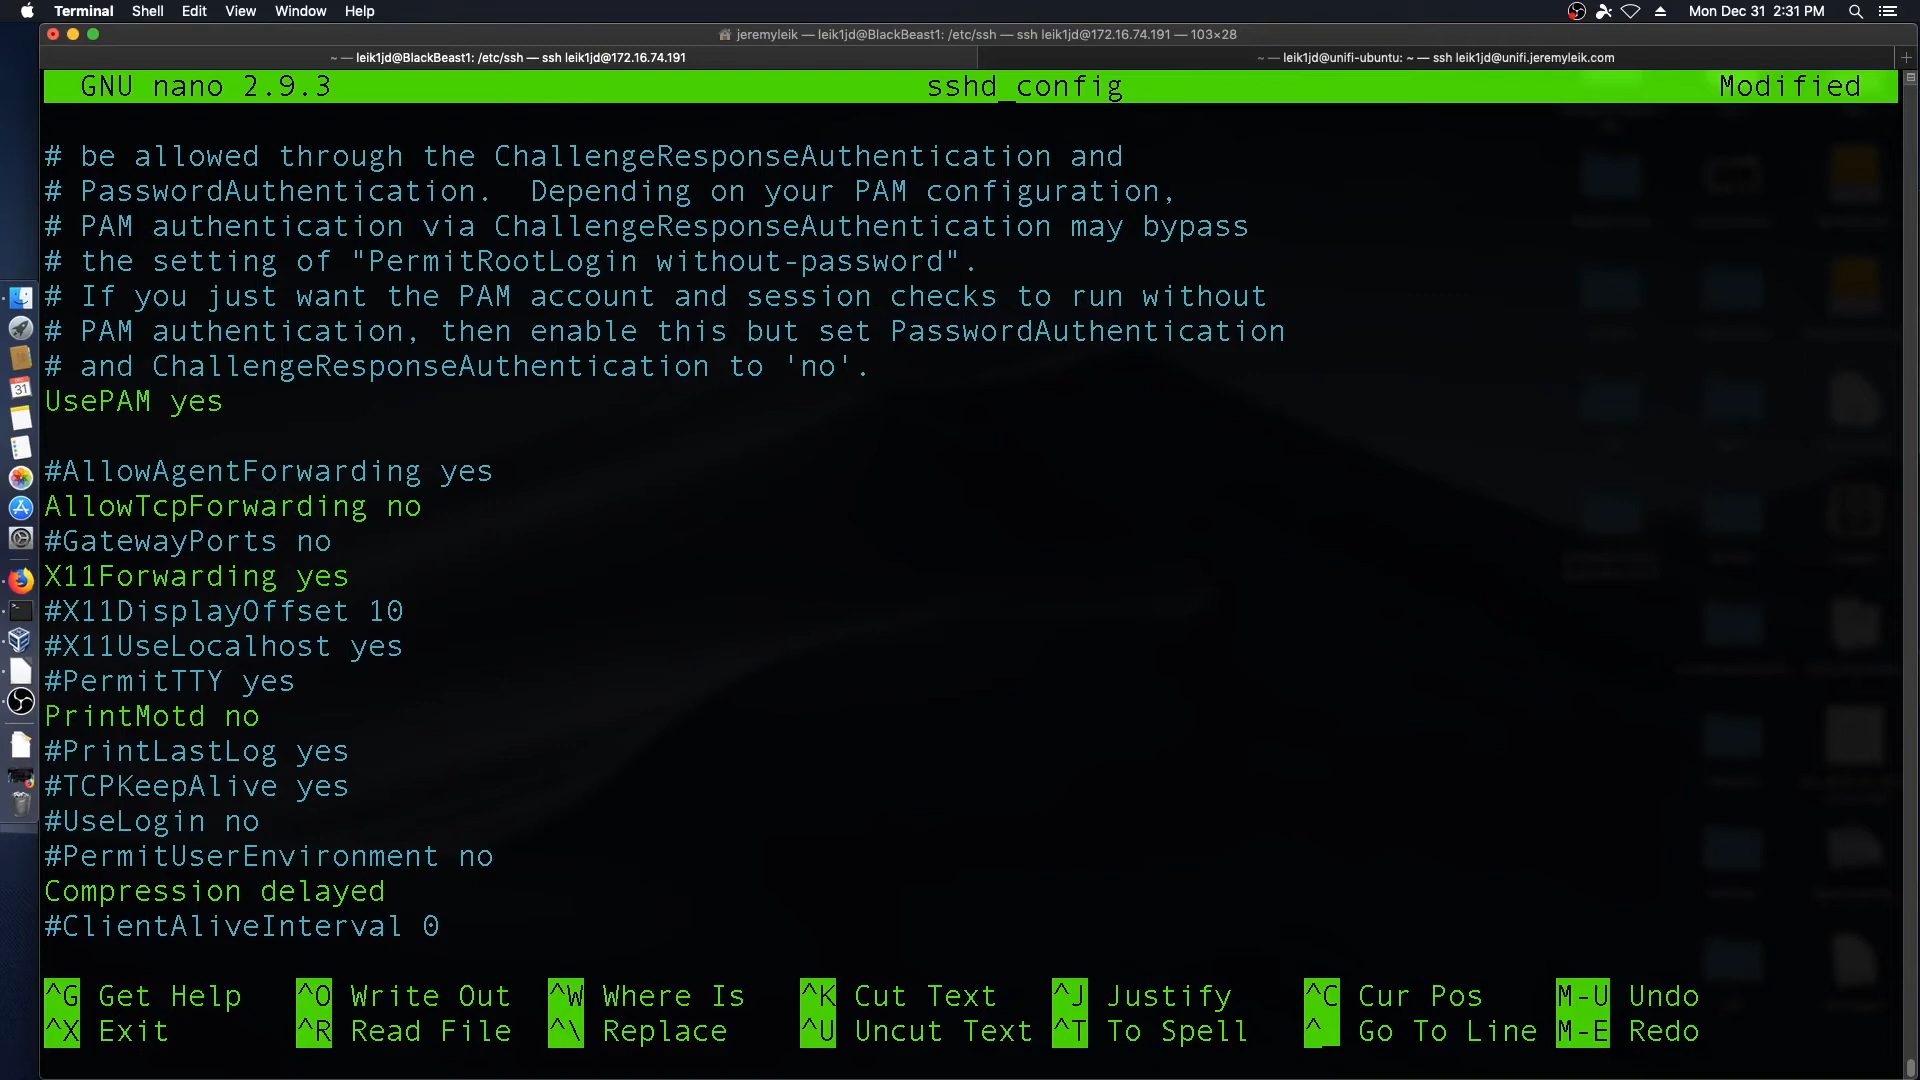 Terminal Shell Edit View Window Help Mon Dec 31 2:31 PM
jeremyleik — leik1jd@BlackBeast1: /etc/ssh — ssh leik1jd@172.16.74.191 — 103×28
~ — leik1jd@BlackBeast1: /etc/ssh — ssh leik1jd@172.16.74.191 ~ — leik1jd@unifi-ubuntu: ~ — ssh leik1jd@unifi.jeremyleik.com
GNU nano 2.9.3 sshd_config Modified
# be allowed through the ChallengeResponseAuthentication and
# PasswordAuthentication.  Depending on your PAM configuration,
# PAM authentication via ChallengeResponseAuthentication may bypass
# the setting of "PermitRootLogin without-password".
# If you just want the PAM account and session checks to run without
# PAM authentication, then enable this but set PasswordAuthentication
# and ChallengeResponseAuthentication to 'no'.
UsePAM yes
#AllowAgentForwarding yes
AllowTcpForwarding no
#GatewayPorts no
X11Forwarding yes
#X11DisplayOffset 10
#X11UseLocalhost yes
#PermitTTY yes
PrintMotd no
#PrintLastLog yes
#TCPKeepAlive yes
#UseLogin no
#PermitUserEnvironment no
Compression delayed
#ClientAliveInterval 0
^G Get Help ^O Write Out ^W Where Is ^K Cut Text ^J Justify ^C Cur Pos M-U Undo
^X Exit ^R Read File ^\ Replace ^U Uncut Text ^T To Spell ^_ Go To Line M-E Redo
31